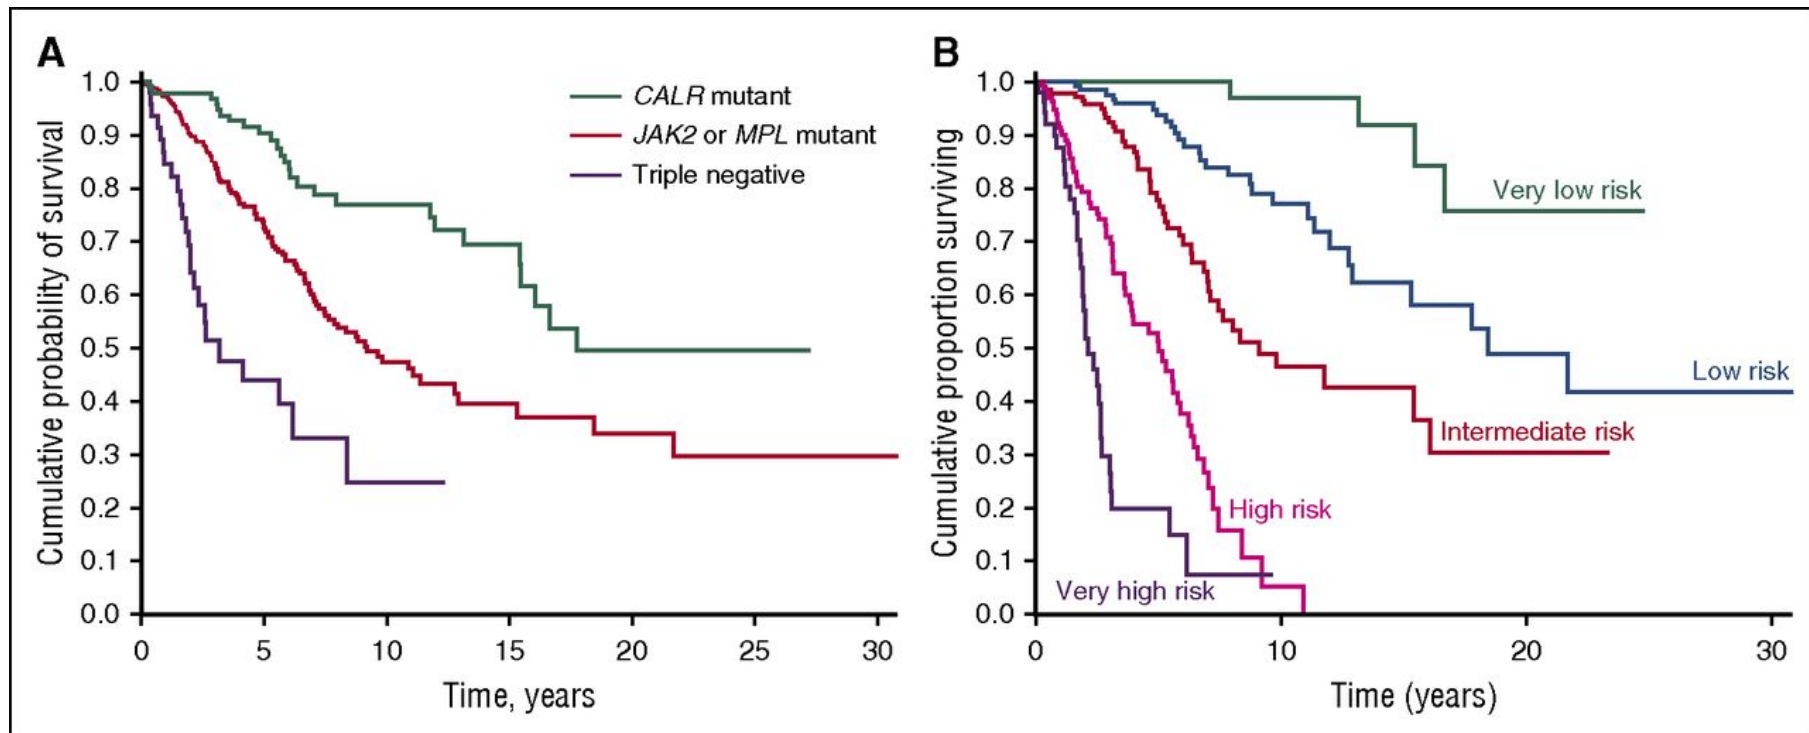 A
Cumulative probability of survival
1.0
0.9
0.8
0.7
0.6
0.5
0.4
0.3
0.2
0.1
0.0
0 5 10 15 20 25 30
Time, years
CALR mutant
JAK2 or MPL mutant
Triple negative
B
Cumulative proportion surviving
1.0
0.9
0.8
0.7
0.6
0.5
0.4
0.3
0.2
0.1
0.0
0 10 20 30
Time (years)
Very low risk
Low risk
Intermediate risk
High risk
Very high risk